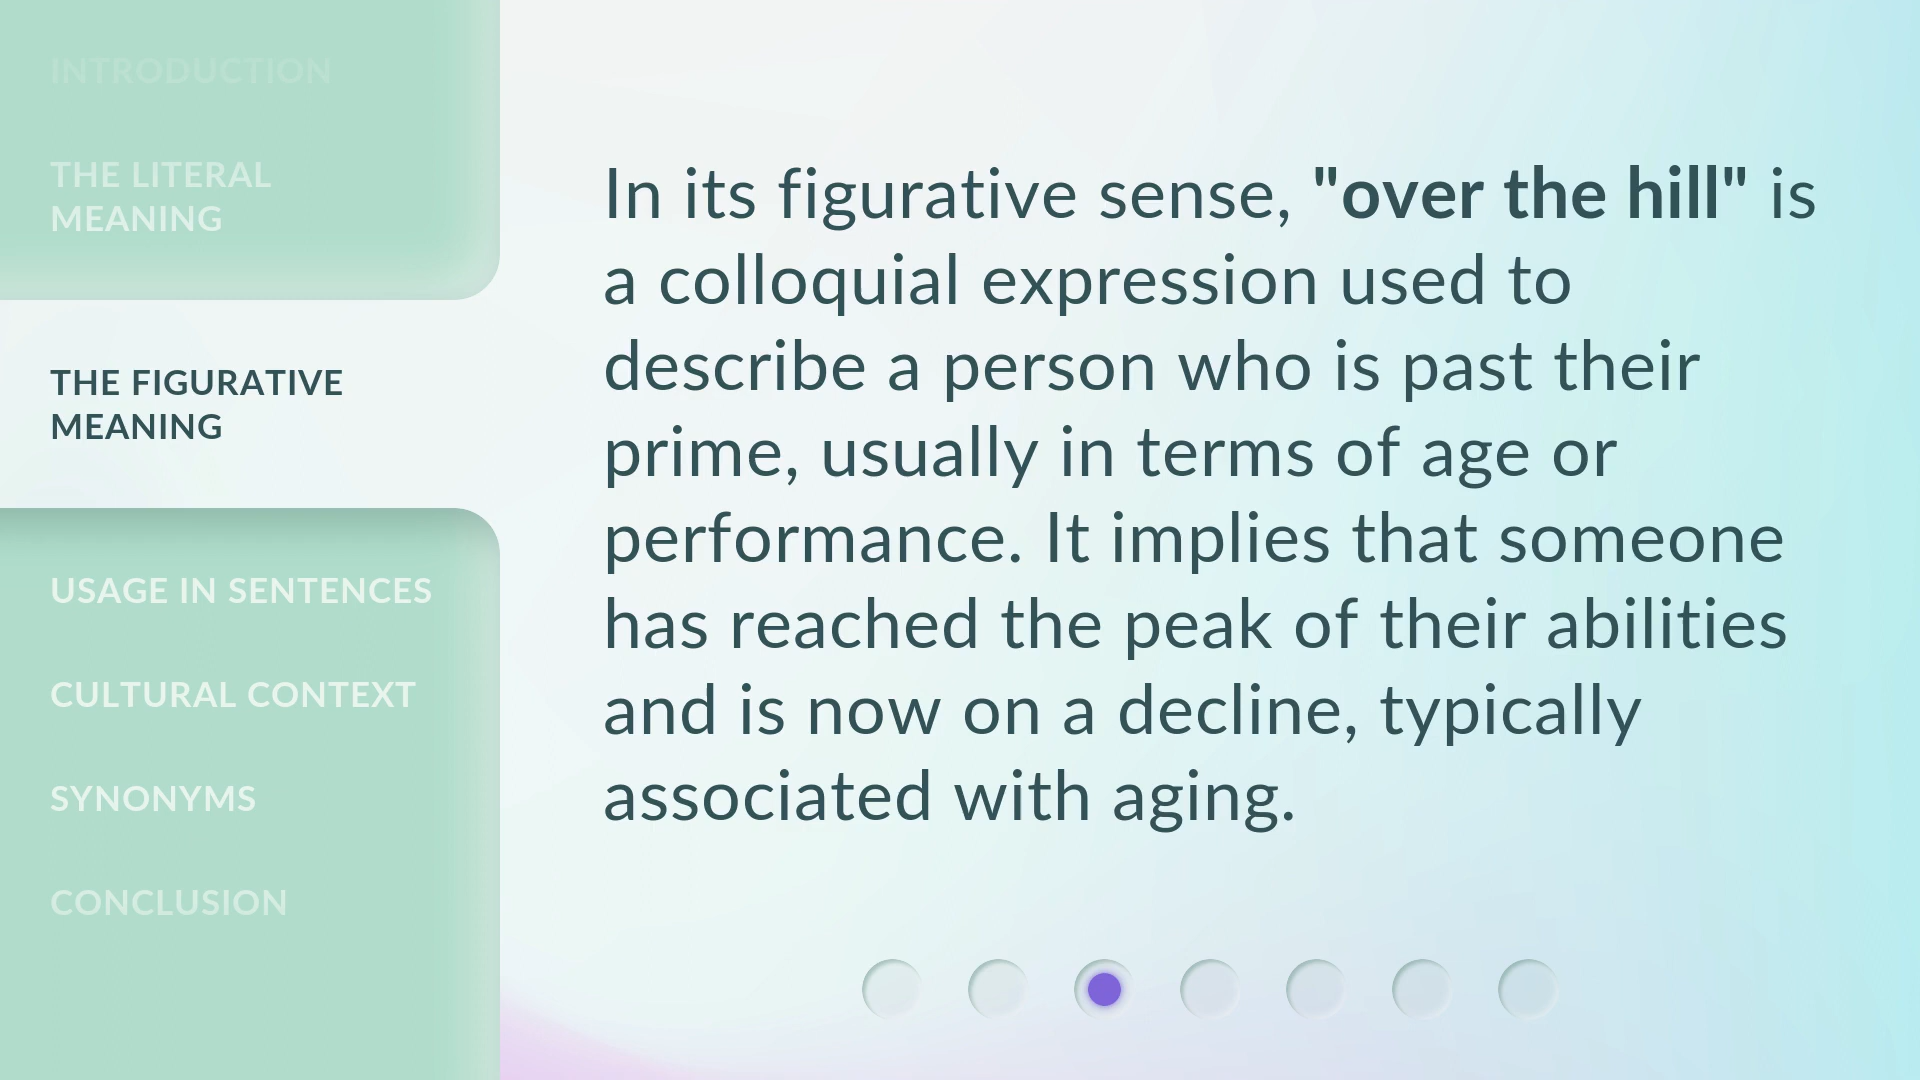 INTRODUCTION
THE LITERAL
MEANING
THE FIGURATIVE
MEANING
USAGE IN SENTENCES
CULTURAL CONTEXT
SYNONYMS
CONCLUSION
In its figurative sense, "over the hill" is
a colloquial expression used to
describe a person who is past their
prime, usually in terms of age or
performance. It implies that someone
has reached the peak of their abilities
and is now on a decline, typically
associated with aging.